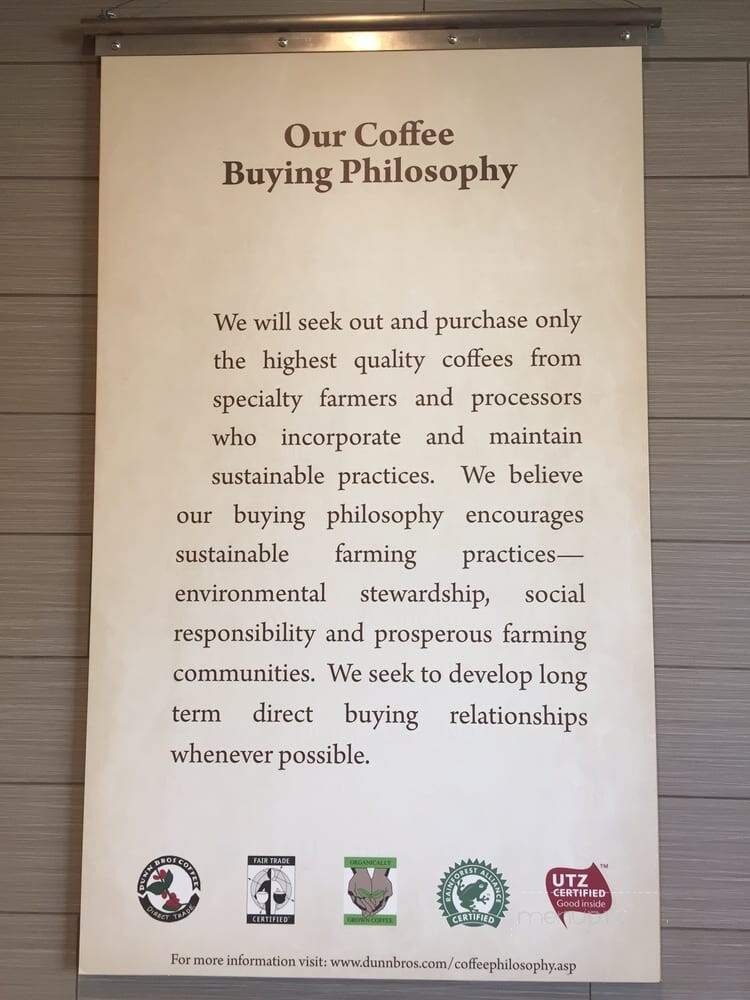 Our Coffee
Buying Philosophy
We will seek out and purchase only
the highest quality coffees from
specialty farmers and processors
who incorporate and maintain
sustainable practices. We believe
our buying philosophy encourages
sustainable farming practices—
environmental stewardship, social
responsibility and prosperous farming
communities. We seek to develop long
term direct buying relationships
whenever possible.
DUNN BROS COFFEE
DIRECT TRADE
FAIR TRADE
CERTIFIED
ORGANICALLY
GROWN COFFEE
RAINFOREST ALLIANCE
CERTIFIED
UTZ
CERTIFIED
Good inside
TM
For more information visit: www.dunnbros.com/coffeephilosophy.asp